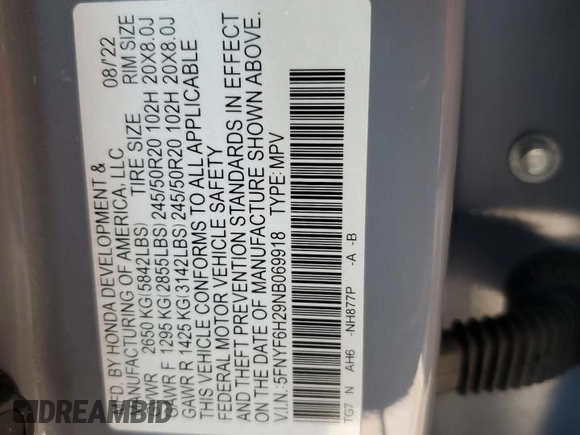 MFD. BY HONDA DEVELOPMENT & 08/'22
MANUFACTURING OF AMERICA, LLC
GVWR 2650 KG(5842LBS) TIRE SIZE RIM SIZE
GAWR F 1295 KG(2855LBS) 245/50R20 102H 20X8.0J
GAWR R 1425 KG(3142LBS) 245/50R20 102H 20X8.0J
THIS VEHICLE CONFORMS TO ALL APPLICABLE
FEDERAL MOTOR VEHICLE SAFETY
AND THEFT PREVENTION STANDARDS IN EFFECT
ON THE DATE OF MANUFACTURE SHOWN ABOVE.
V.I.N.: 5FNYF6H29NB069918 TYPE: MPV
TG7 N AH6 -NH877P -A -B
DREAMBID